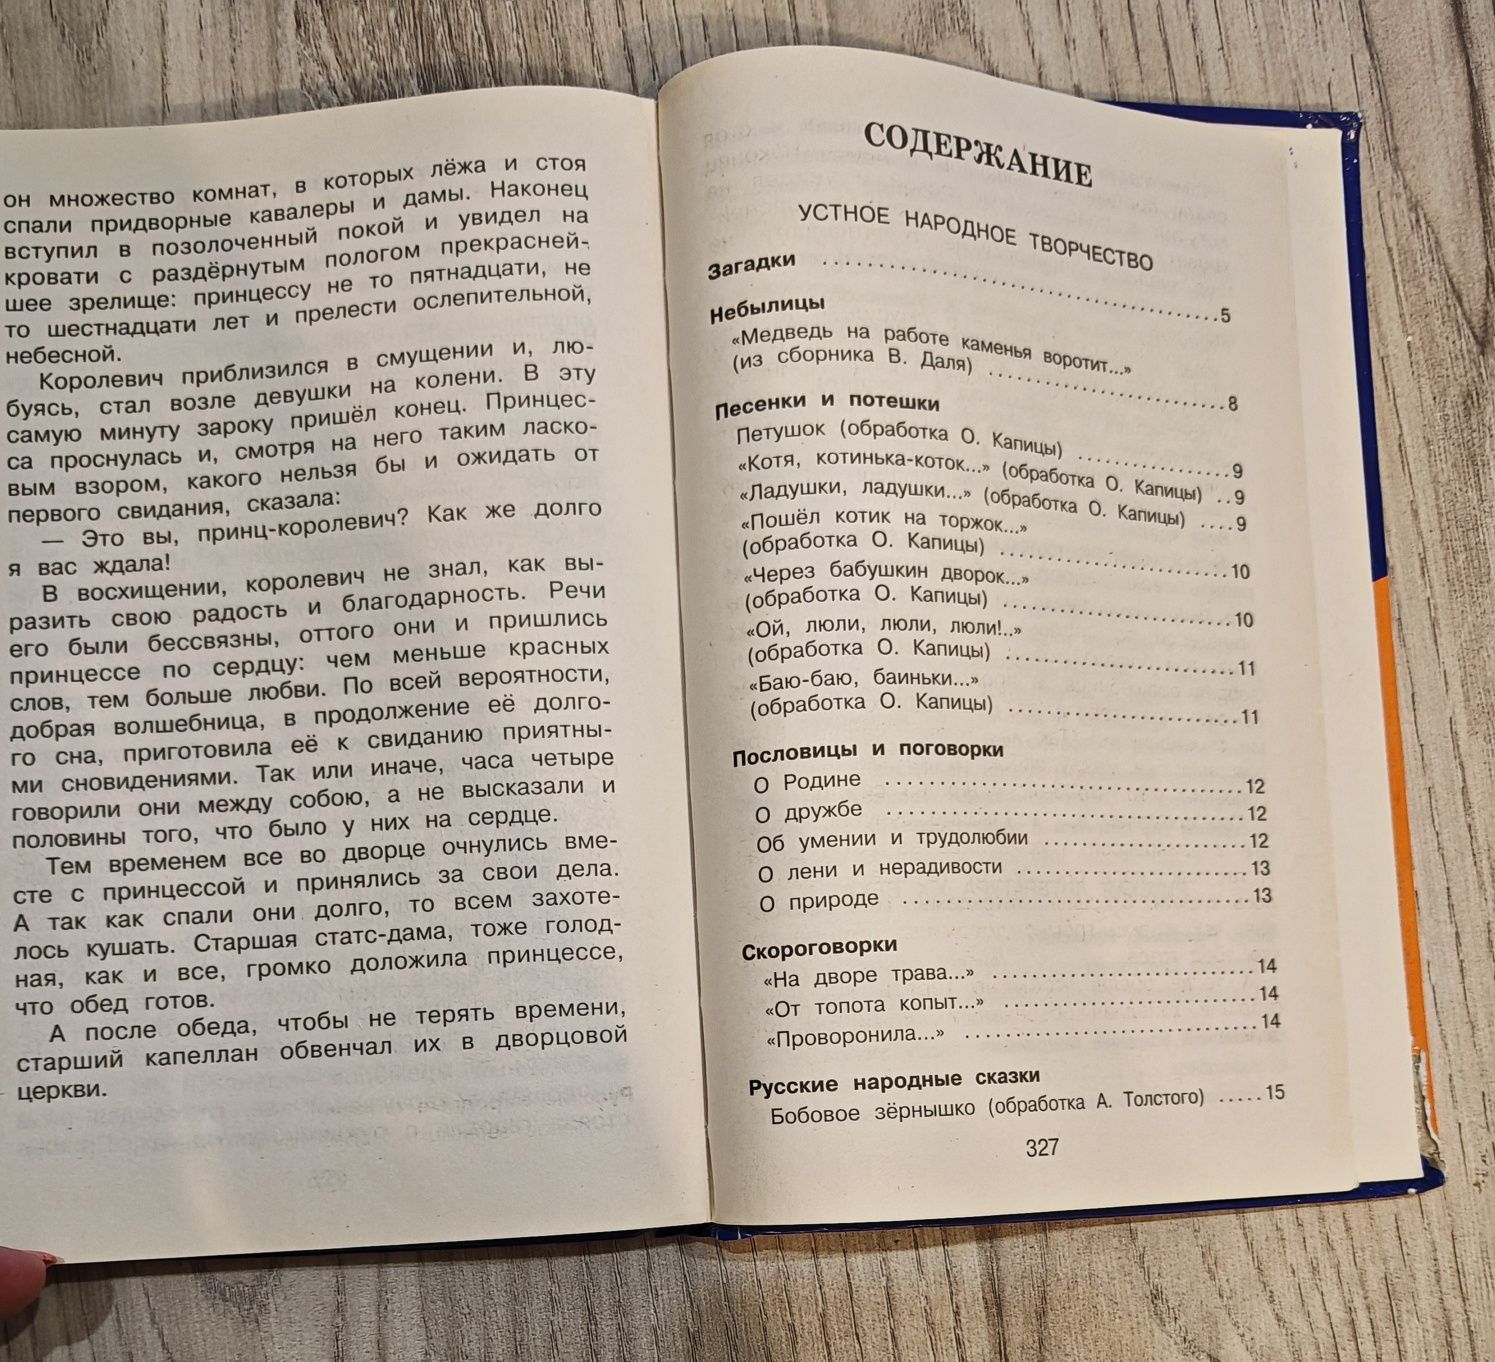 он множество комнат, в которых лёжа и стоя
спали придворные кавалеры и дамы. Наконец
вступил в позолоченный покой и увидел на
кровати с раздёрнутым пологом прекрасней-
шее зрелище: принцессу не то пятнадцати, не
то шестнадцати лет и прелести ослепительной,
небесной.
Королевич приблизился в смущении и, лю-
буясь, стал возле девушки на колени. В эту
самую минуту зароку пришёл конец. Принцес-
са проснулась и, смотря на него таким ласко-
вым взором, какого нельзя бы и ожидать от
первого свидания, сказала:
— Это вы, принц-королевич? Как же долго
я вас ждала!
В восхищении, королевич не знал, как вы-
разить свою радость и благодарность. Речи
его были бессвязны, оттого они и пришлись
принцессе по сердцу: чем меньше красных
слов, тем больше любви. По всей вероятности,
добрая волшебница, в продолжение её долго-
го сна, приготовила её к свиданию приятны-
ми сновидениями. Так или иначе, часа четыре
говорили они между собою, а не высказали и
половины того, что было у них на сердце.
Тем временем все во дворце очнулись вме-
сте с принцессой и принялись за свои дела.
А так как спали они долго, то всем захоте-
лось кушать. Старшая статс-дама, тоже голод-
ная, как и все, громко доложила принцессе,
что обед готов.
А после обеда, чтобы не терять времени,
старший капеллан обвенчал их в дворцовой
церкви.
СОДЕРЖАНИЕ
УСТНОЕ НАРОДНОЕ ТВОРЧЕСТВО
Загадки ........................................5
Небылицы
«Медведь на работе каменья воротит...»
(из сборника В. Даля) ........................8
Песенки и потешки
Петушок (обработка О. Капицы) ...............9
«Котя, котинька-коток...» (обработка О. Капицы) ..9
«Ладушки, ладушки...» (обработка О. Капицы) ....9
«Пошёл котик на торжок...»
(обработка О. Капицы) .......................10
«Через бабушкин дворок...»
(обработка О. Капицы) .......................10
«Ой, люли, люли, люли!..»
(обработка О. Капицы) .......................11
«Баю-баю, баиньки...»
(обработка О. Капицы) .......................11
Пословицы и поговорки
О Родине ....................................12
О дружбе ....................................12
Об умении и трудолюбии ....................12
О лени и нерадивости .......................13
О природе ...................................13
Скороговорки
«На дворе трава...» ..........................14
«От топота копыт...» .........................14
«Проворонила...» .............................14
Русские народные сказки
Бобовое зёрнышко (обработка А. Толстого) .....15
327